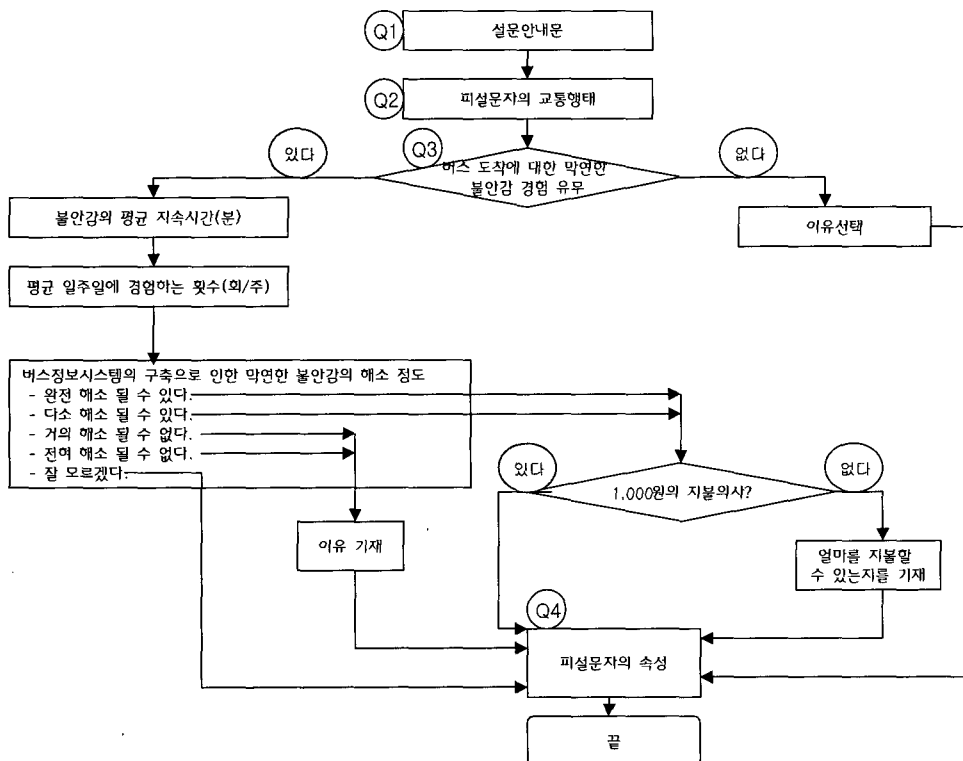 Q1
설문안내문
Q2
피설문자의 교통행태
있다
Q3
없다
버스 도착에 대한 막연한
불안감 경험 유무
불안감의 평균 지속시간(분)
이유선택
평균 일주일에 경험하는 횟수(회/주)
버스정보시스템의 구축으로 인한 막연한 불안감의 해소 정도
- 완전 해소 될 수 있다.
- 다소 해소 될 수 있다.
- 거의 해소 될 수 없다.
- 전혀 해소 될 수 없다.
- 잘 모르겠다.
있다
없다
1,000원의 지불의사?
이유 기재
얼마를 지불할
수 있는지를 기재
Q4
피설문자의 속성
끝